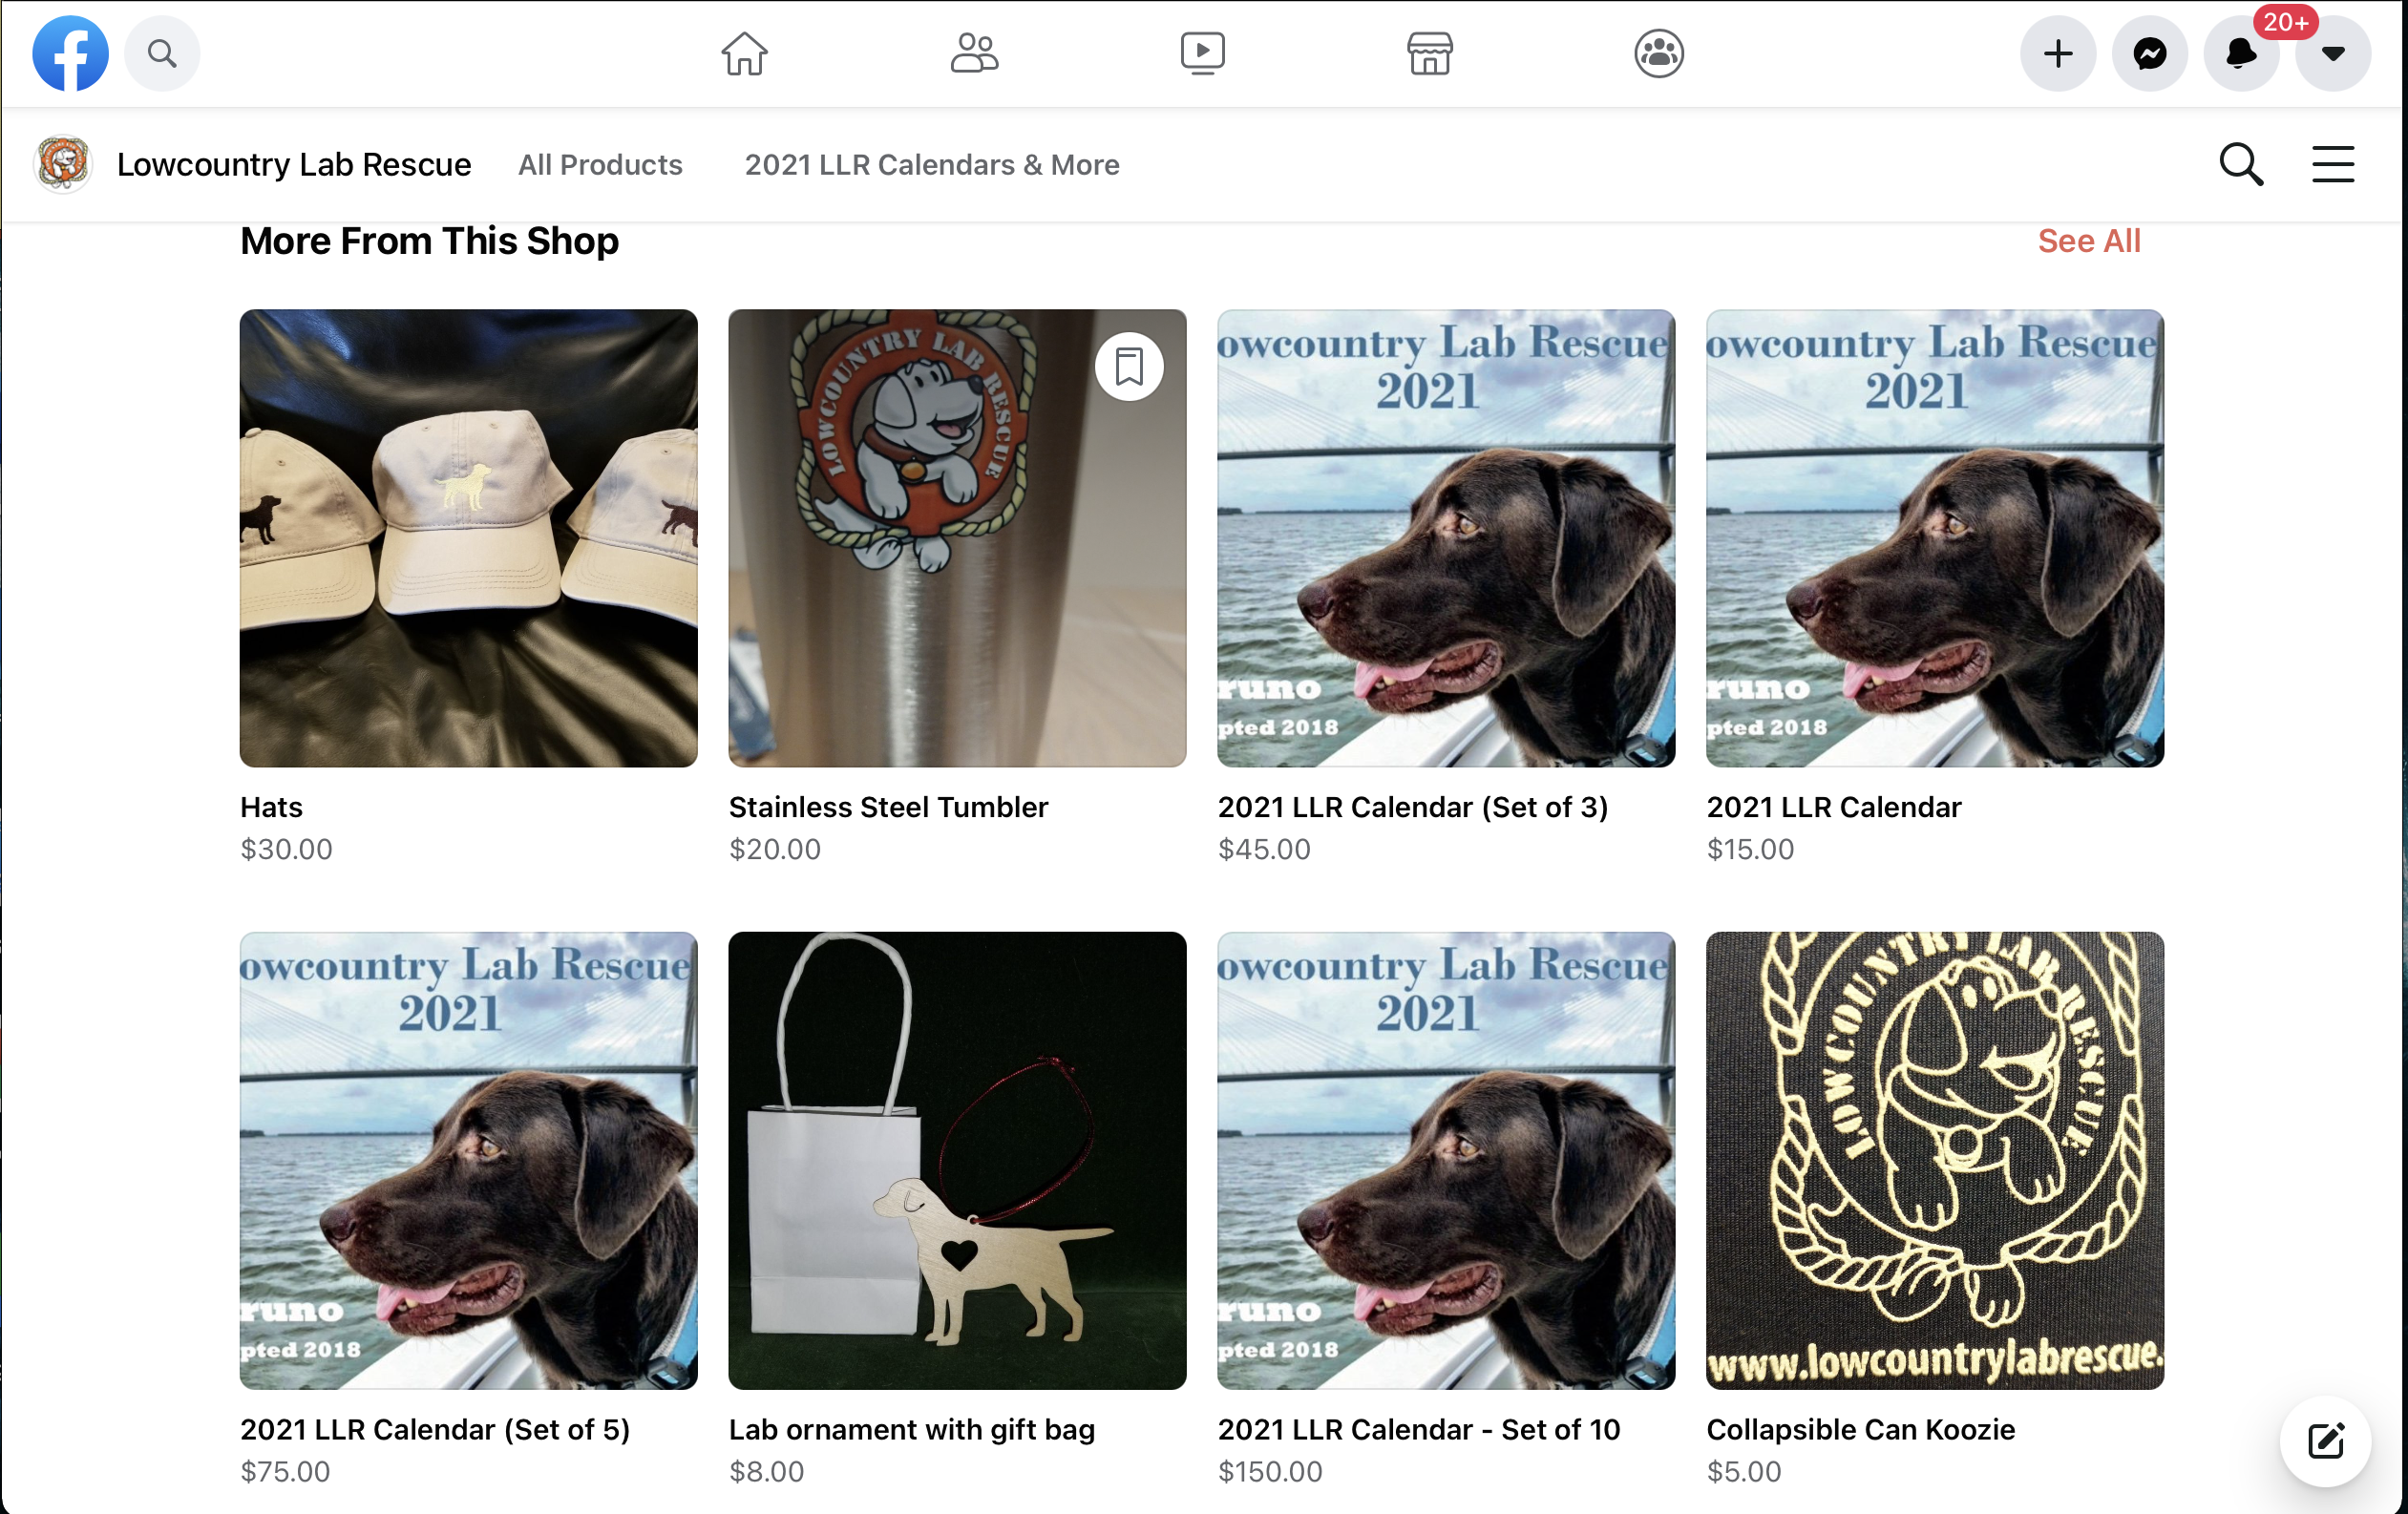 20+
Lowcountry Lab Rescue
All Products
2021 LLR Calendars & More
More From This Shop
See All
LOWCOUNTRY LAB RESCUE
owcountry Lab Rescue
2021
runo
pted 2018
owcountry Lab Rescue
2021
runo
pted 2018
Hats
$30.00
Stainless Steel Tumbler
$20.00
2021 LLR Calendar (Set of 3)
$45.00
2021 LLR Calendar
$15.00
owcountry Lab Rescue
2021
runo
pted 2018
owcountry Lab Rescue
2021
runo
pted 2018
LOWCOUNTRY LAB RESCUE
www.lowcountrylabrescue.
2021 LLR Calendar (Set of 5)
$75.00
Lab ornament with gift bag
$8.00
2021 LLR Calendar - Set of 10
$150.00
Collapsible Can Koozie
$5.00